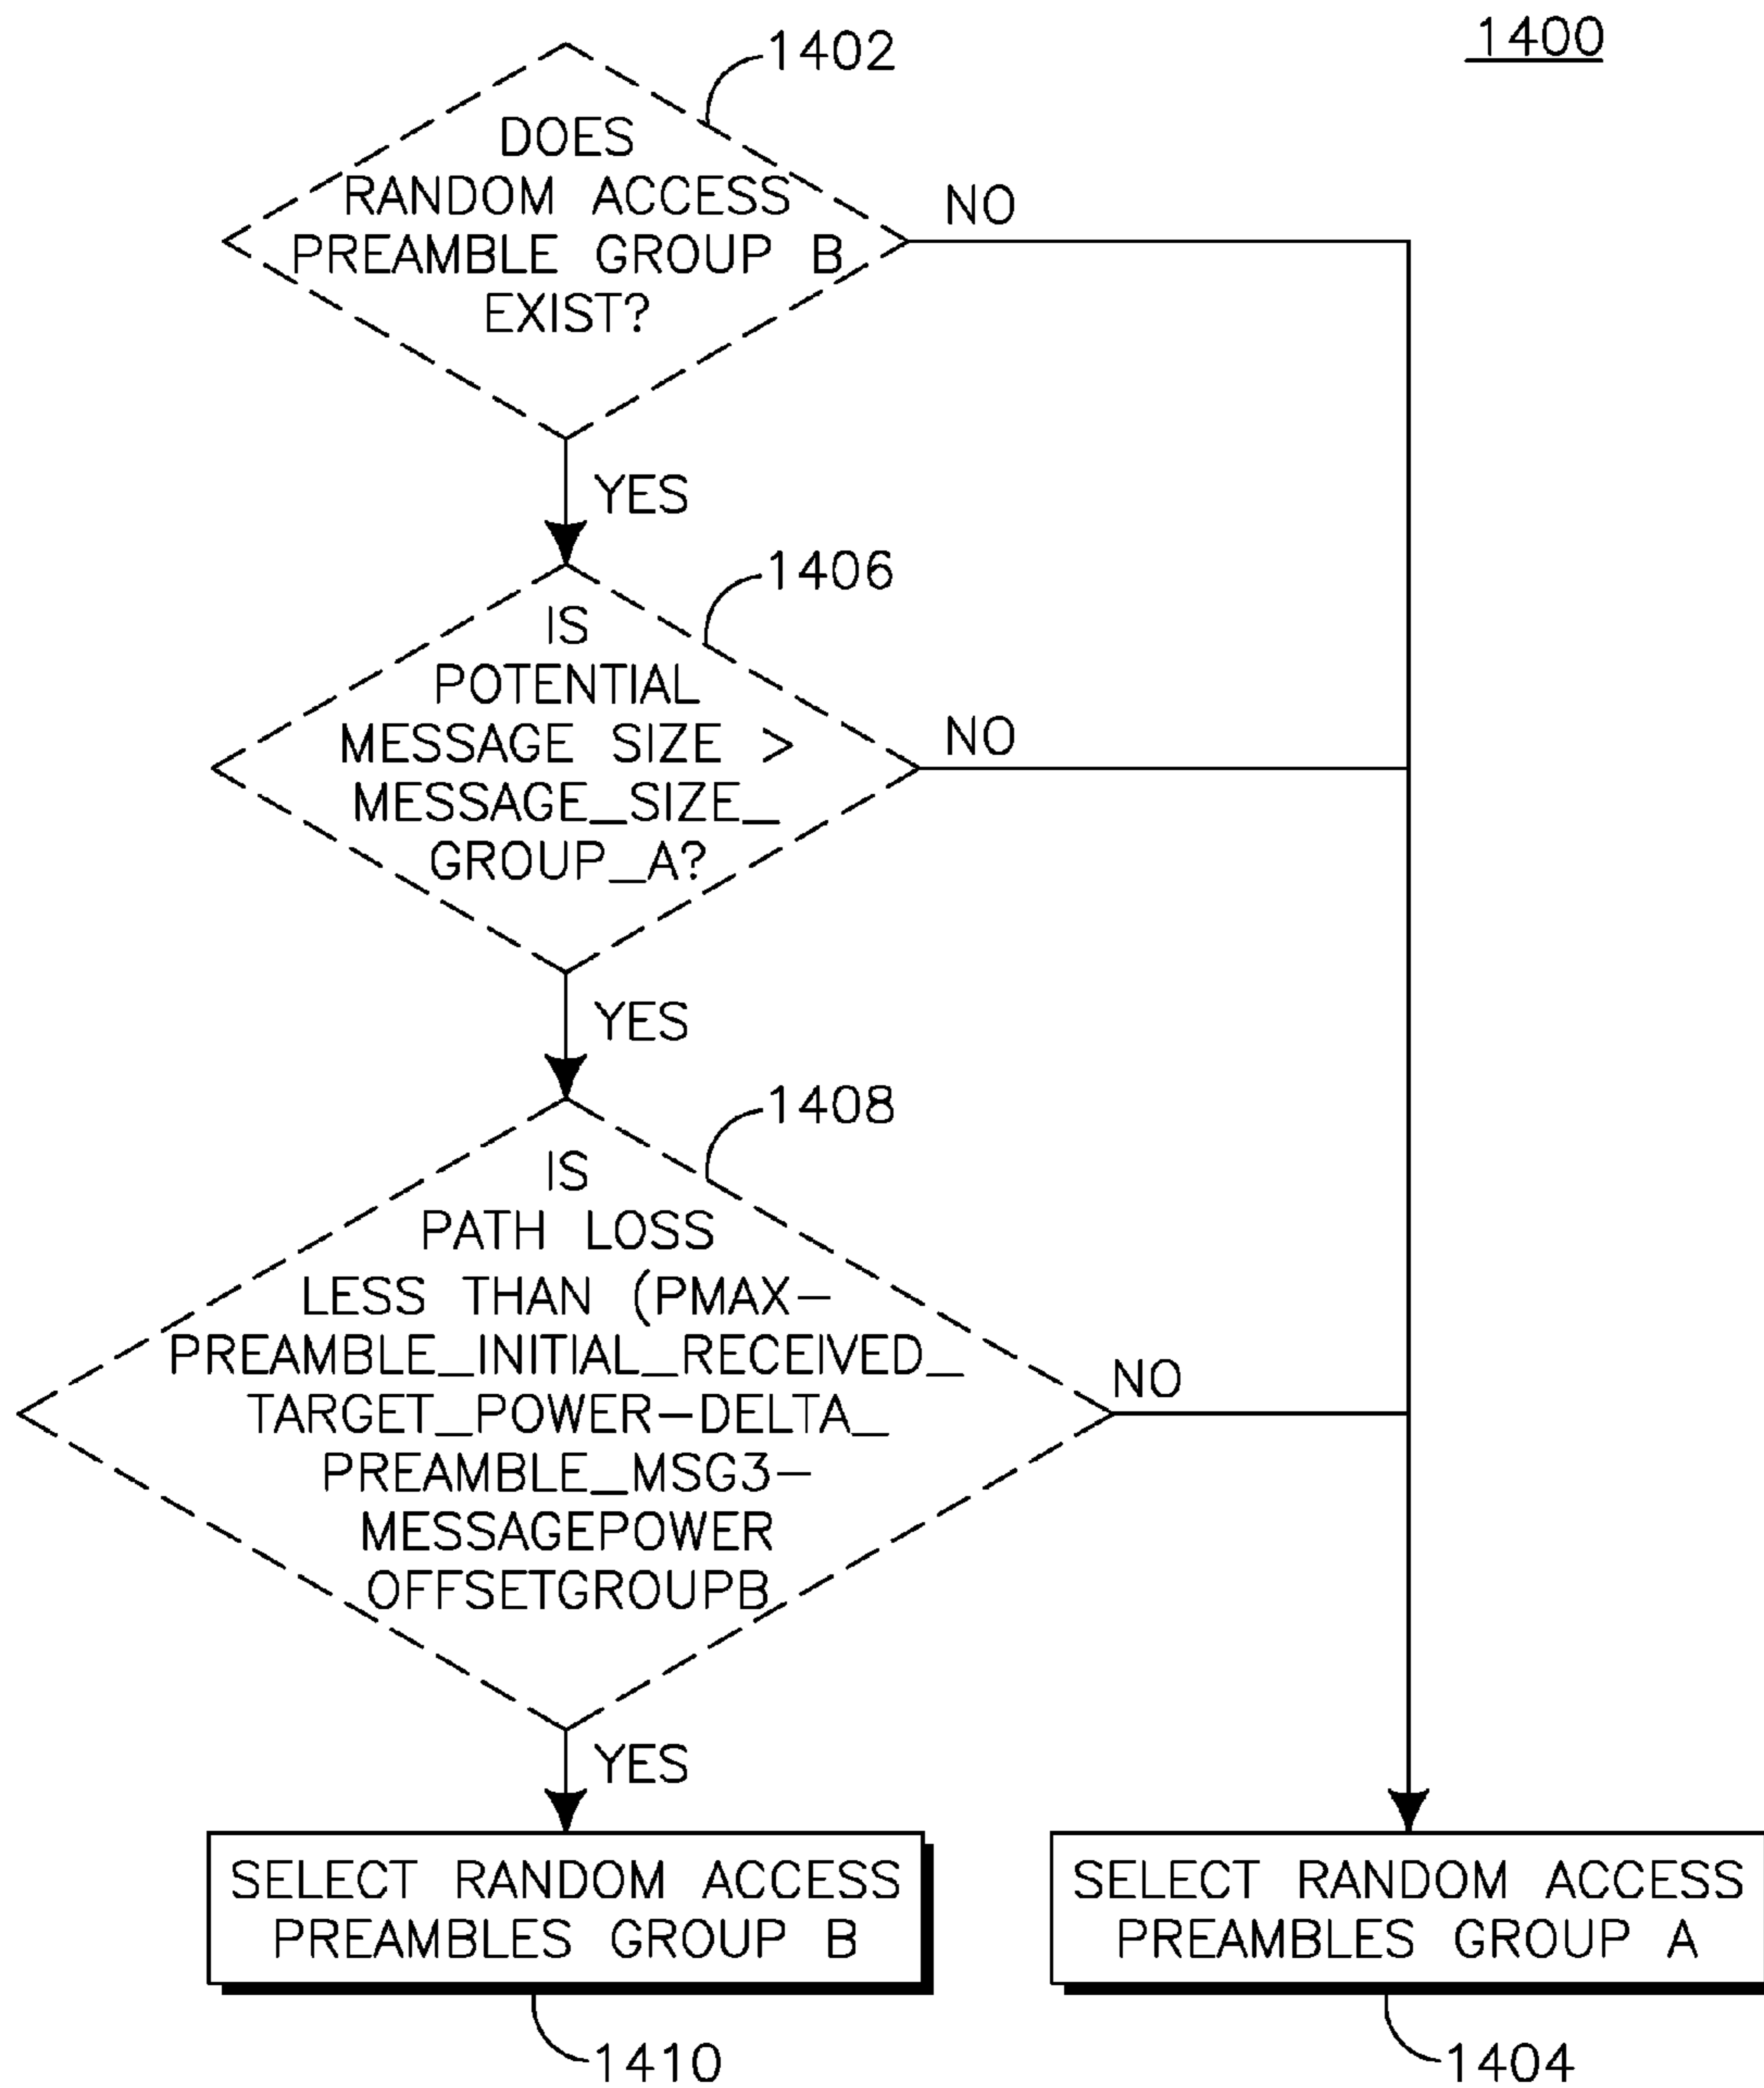 1400
1402
DOES
RANDOM ACCESS
PREAMBLE GROUP B
EXIST?
NO
YES
1406
IS
POTENTIAL
MESSAGE SIZE >
MESSAGE_SIZE_
GROUP_A?
NO
YES
1408
IS
PATH LOSS
LESS THAN (PMAX-
PREAMBLE_INITIAL_RECEIVED_
TARGET_POWER-DELTA_
PREAMBLE_MSG3-
MESSAGEPOWER
OFFSETGROUPB
NO
YES
SELECT RANDOM ACCESS
PREAMBLES GROUP B
1410
SELECT RANDOM ACCESS
PREAMBLES GROUP A
1404